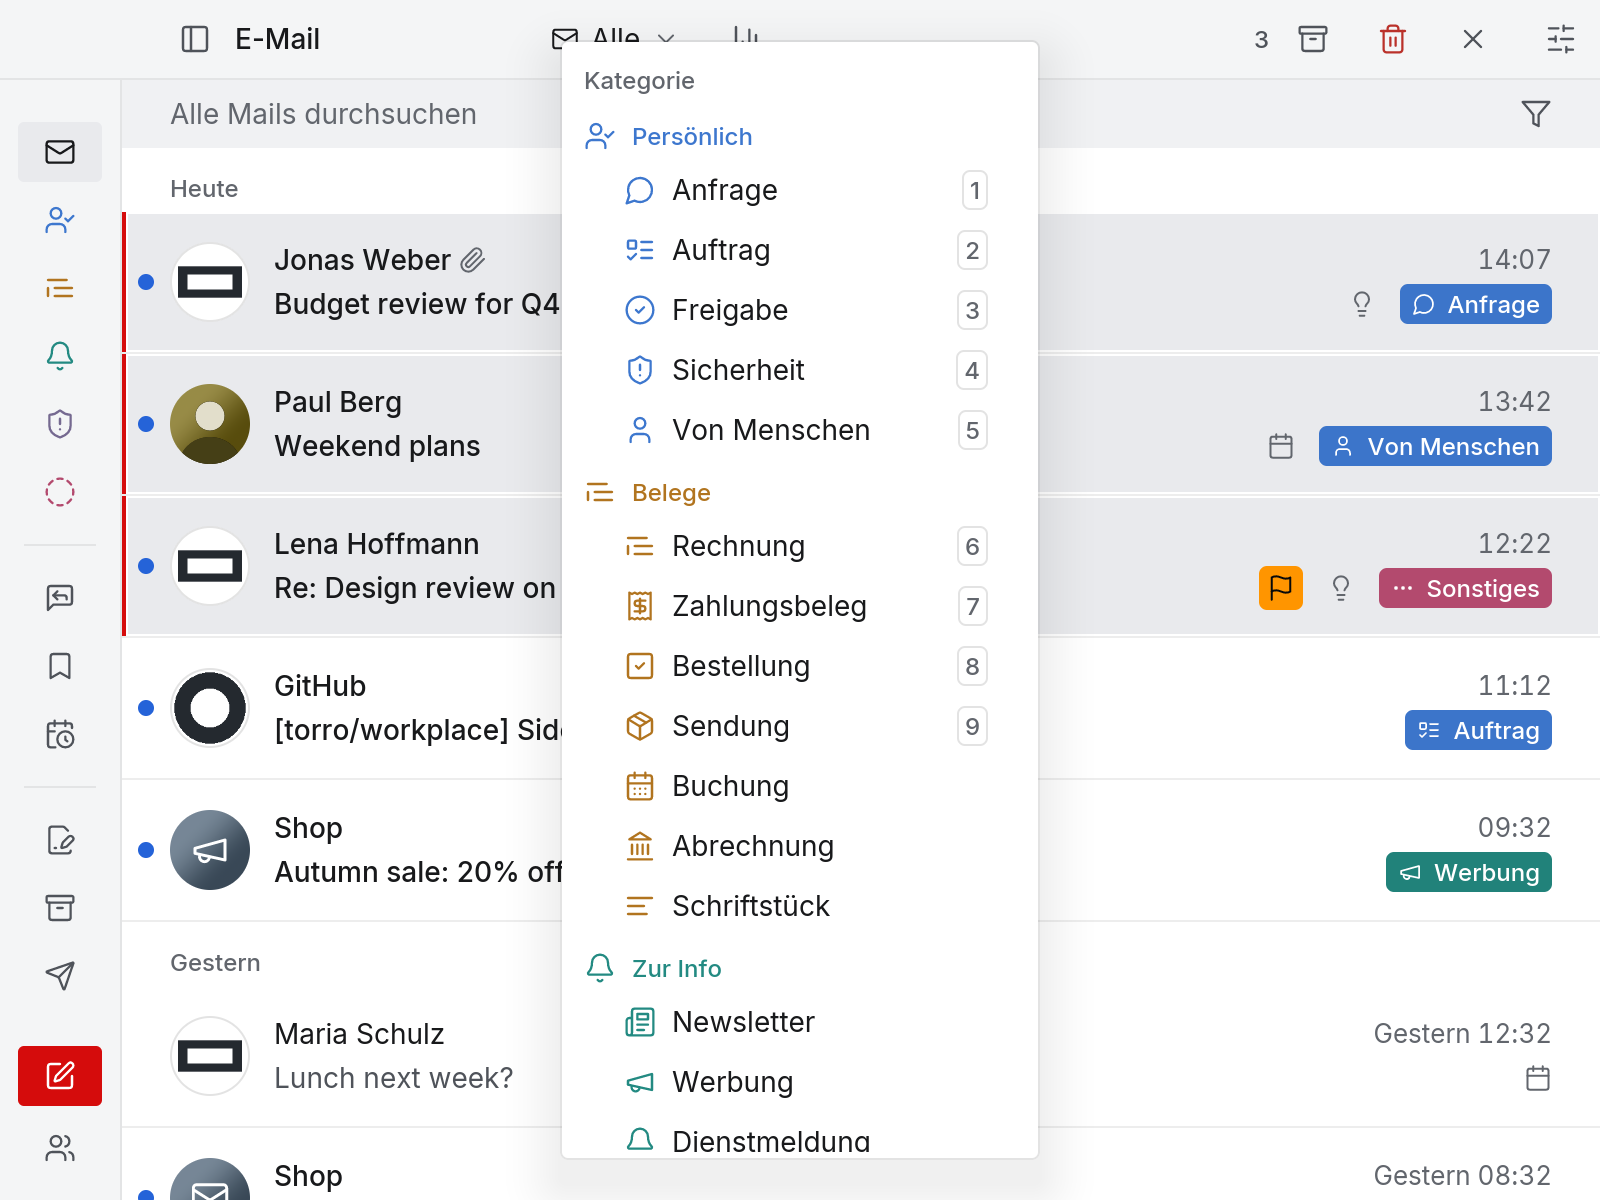 E-Mail
Alle
3
Alle Mails durchsuchen
Kategorie
Persönlich
Anfrage 1
Auftrag 2
Freigabe 3
Sicherheit 4
Von Menschen 5
Belege
Rechnung 6
Zahlungsbeleg 7
Bestellung 8
Sendung 9
Buchung
Abrechnung
Schriftstück
Zur Info
Newsletter
Werbung
Dienstmeldung
Heute
Jonas Weber 14:07
Budget review for Q4 Anfrage
Paul Berg 13:42
Weekend plans Von Menschen
Lena Hoffmann 12:22
Re: Design review on Sonstiges
GitHub 11:12
[torro/workplace] Sid Auftrag
Shop 09:32
Autumn sale: 20% off Werbung
Gestern
Maria Schulz Gestern 12:32
Lunch next week?
Shop Gestern 08:32